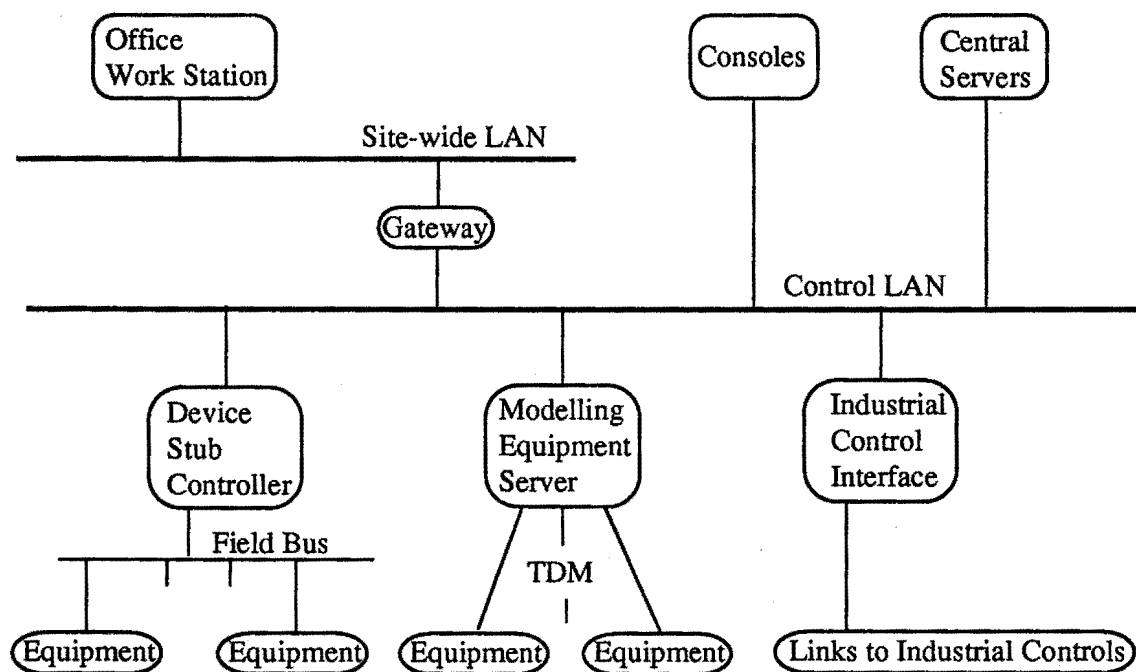 Office
Work Station
Consoles
Central
Servers
Site-wide LAN
Gateway
Control LAN
Device
Stub
Controller
Modelling
Equipment
Server
Industrial
Control
Interface
Field Bus
TDM
Equipment
Equipment
Equipment
Equipment
Links to Industrial Controls